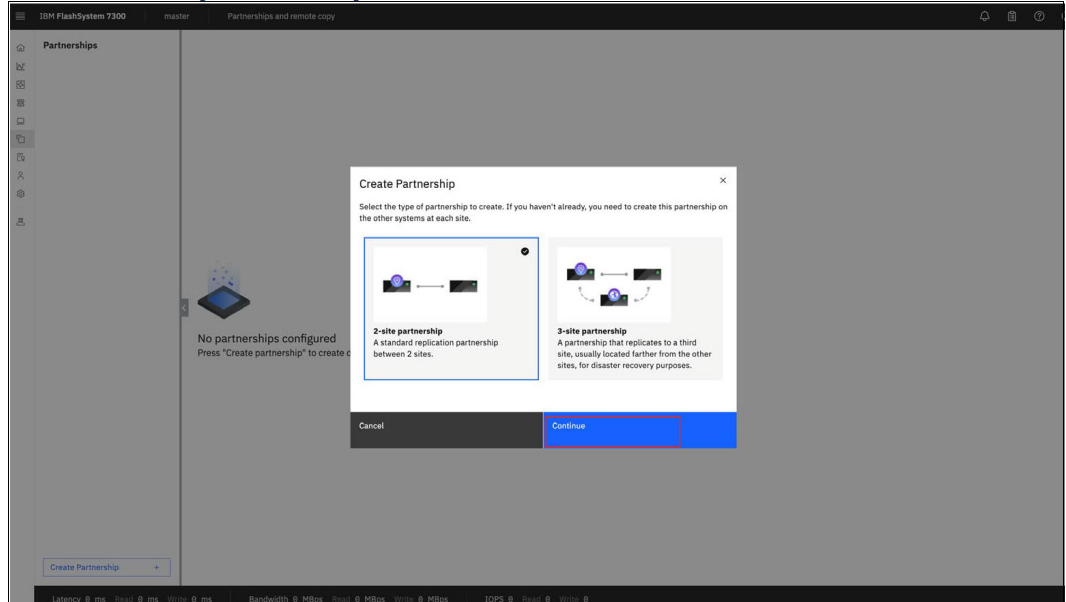 IBM FlashSystem 7300 master Partnerships and remote copy
Partnerships
Create Partnership
Select the type of partnership to create. If you haven't already, you need to create this partnership on
the other systems at each site.
2-site partnership
A standard replication partnership
between 2 sites.
3-site partnership
A partnership that replicates to a third
site, usually located farther from the other
sites, for disaster recovery purposes.
No partnerships configured
Press "Create partnership" to create
Cancel Continue
Create Partnership +
Latency 0 ms Read 0 ms Write 0 ms Bandwidth 0 MBps Read 0 MBps Write 0 MBps IOPS 0 Read 0 Write 0